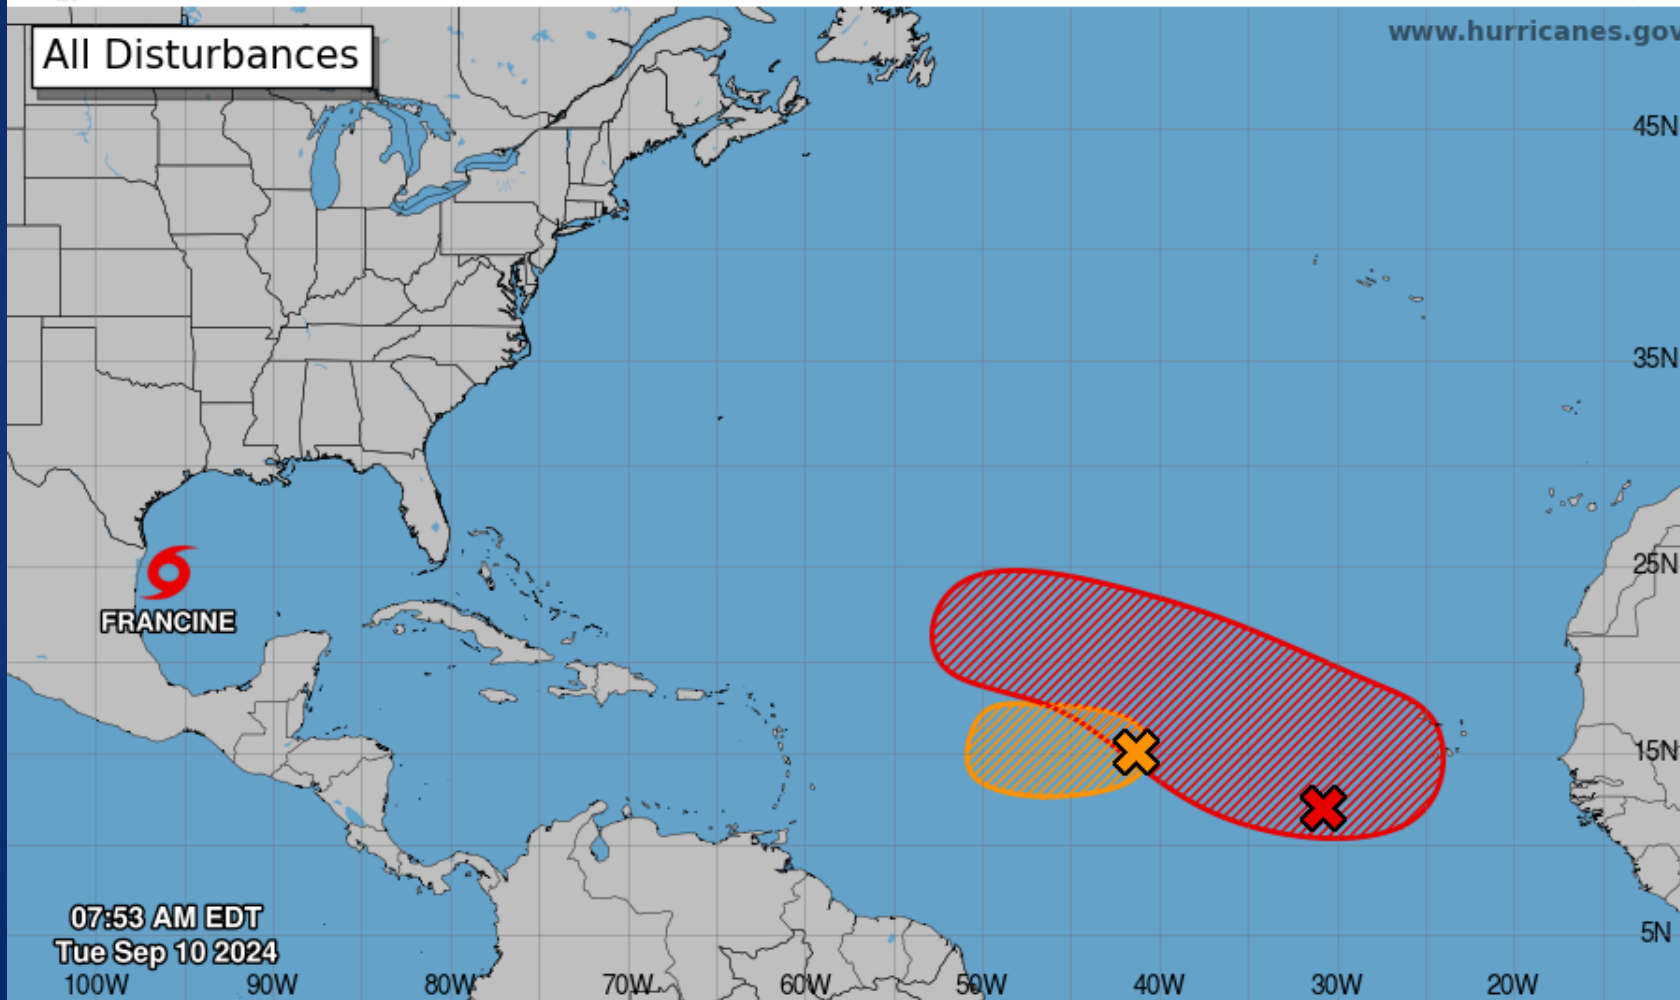 All Disturbances
www.hurricanes.gov
45N
35N
25N
FRANCINE
15N
07:53 AM EDT
Tue Sep 10 2024
5N
100W 90W 80W 70W 60W 50W 40W 30W 20W